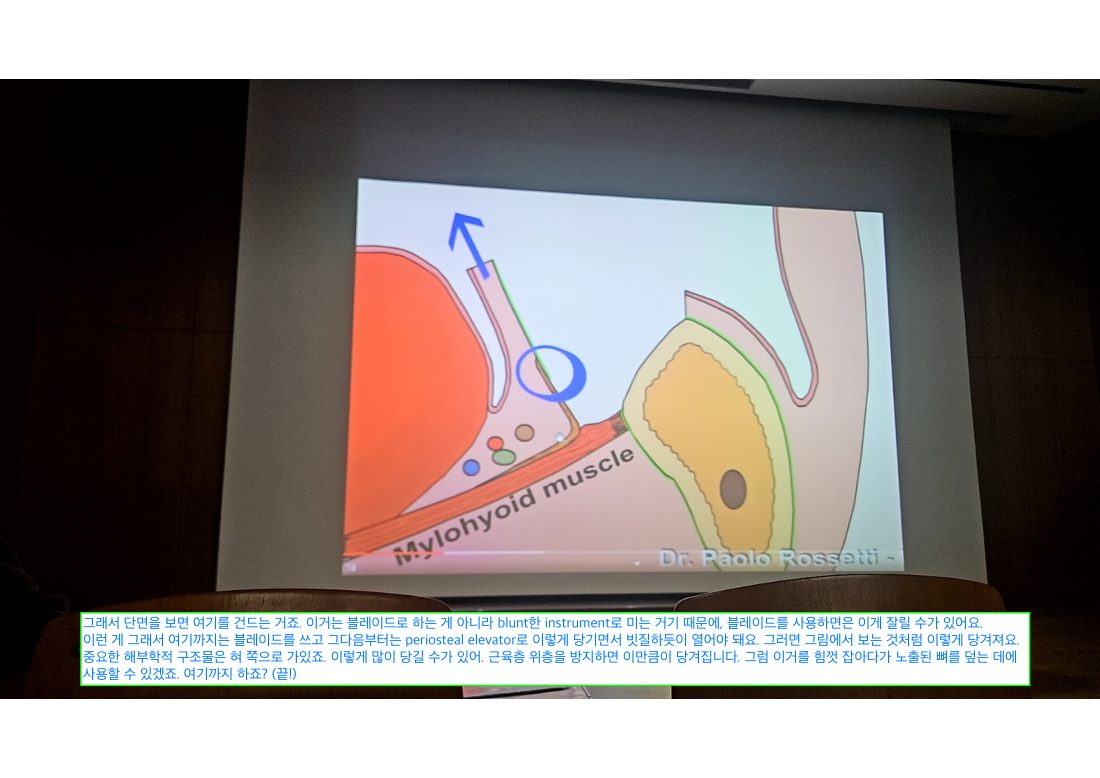 Mylohyoid muscle
Dr. Paolo Rossetti -
그래서 단면을 보면 여기를 건드는 거죠. 이거는 블레이드로 하는 게 아니라 blunt한 instrument로 미는 거기 때문에, 블레이드를 사용하면은 이게 잘릴 수가 있어요.
이런 게 그래서 여기까지는 블레이드를 쓰고 그다음부터는 periosteal elevator로 이렇게 당기면서 빗질하듯이 열어야 돼요. 그러면 그림에서 보는 것처럼 이렇게 당겨져요.
중요한 해부학적 구조물은 혀 쪽으로 가있죠. 이렇게 많이 당길 수가 있어. 근육층 위층을 방지하면 이만큼이 당겨집니다. 그럼 이거를 힘껏 잡아다가 노출된 뼈를 덮는 데에
사용할 수 있겠죠. 여기까지 하죠? (끝!)